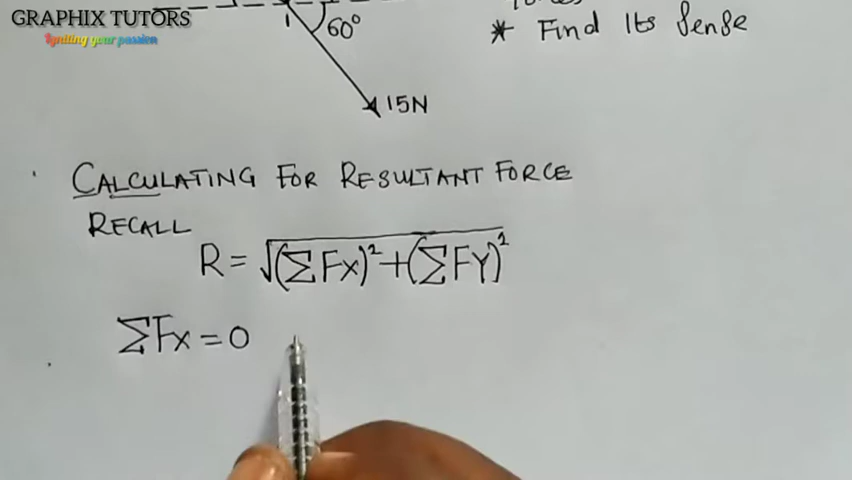 GRAPHIX TUTORS
Igniting your passion
60°
* Find Its Sense
15N
CALCULATING FOR RESULTANT FORCE
RECALL
R = √(ΣFx)² + (ΣFY)²
ΣFx = 0